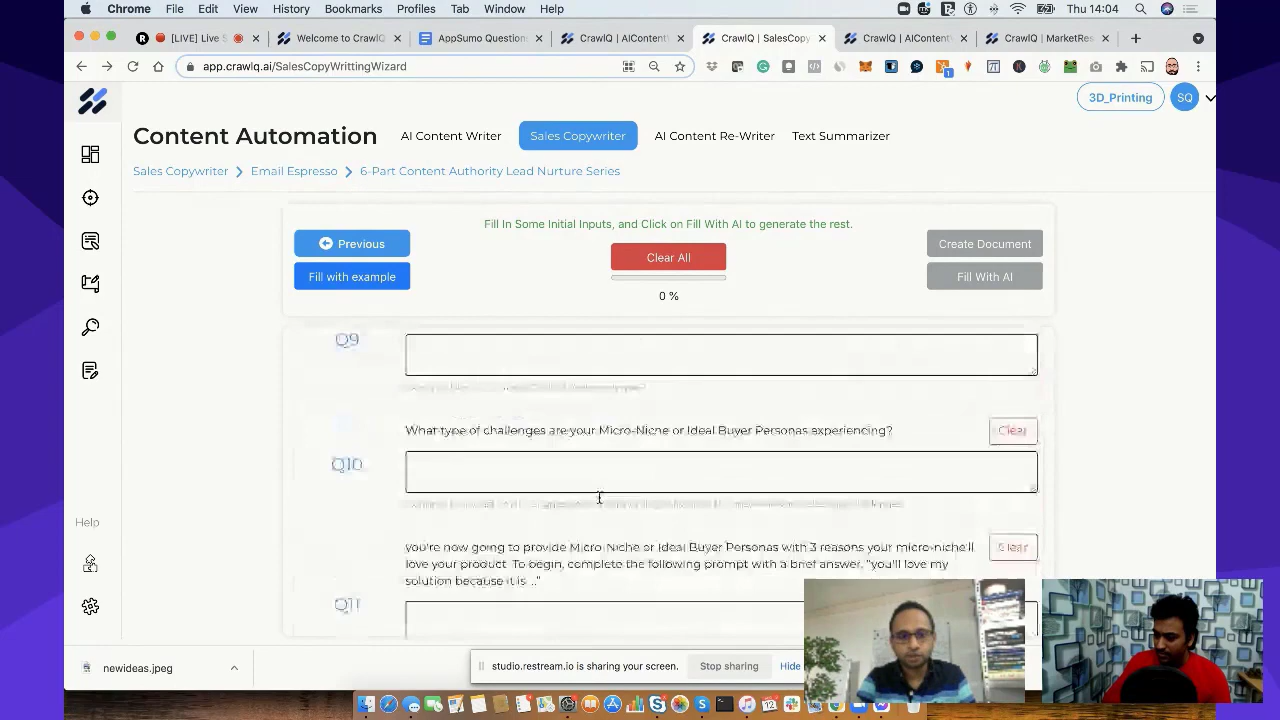 Chrome File Edit View History Bookmarks Profiles Tab Window Help Thu 14:04
[LIVE] Live S
Welcome to CrawlQ
AppSumo Question
CrawlQ | AIContent
CrawlQ | SalesCopy
CrawlQ | AIContentV
CrawlQ | MarketRes
app.crawlq.ai/SalesCopyWrittingWizard
3D_Printing SQ
Content Automation AI Content Writer Sales Copywriter AI Content Re-Writer Text Summarizer
Sales Copywriter Email Espresso 6-Part Content Authority Lead Nurture Series
Fill In Some Initial Inputs, and Click on Fill With AI to generate the rest.
Previous Clear All Create Document
Fill with example Fill With AI
0 %
Q9
What type of challenges are your Micro-Niche or Ideal Buyer Personas experiencing? Clear
Q10
you're now going to provide Micro Niche or Ideal Buyer Personas with 3 reasons your micro-niche'll Clear
love your product. To begin, complete the following prompt with a brief answer, "you'll love my
solution because it is .."
Q11
Help
newideas.jpeg
studio.restream.io is sharing your screen. Stop sharing Hide